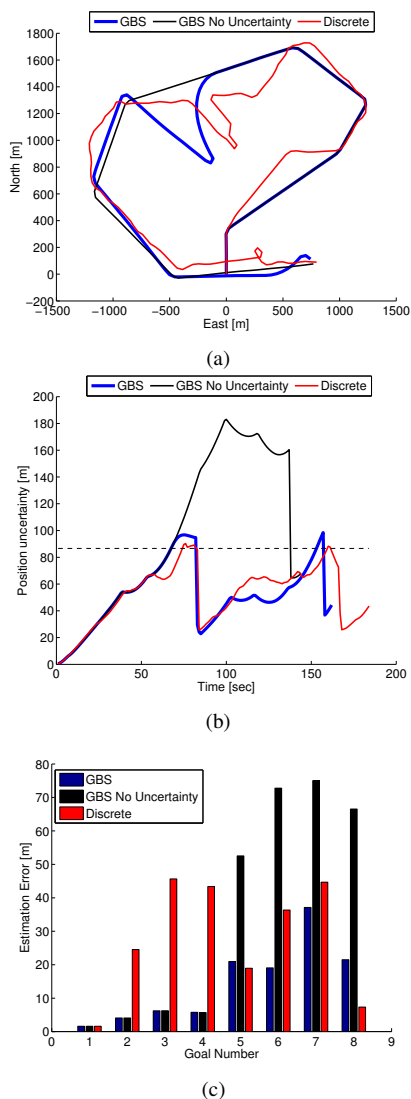 GBS GBS No Uncertainty Discrete
1800
1600
1400
1200
1000
800
600
400
200
0
−200
North [m]
−1500 −1000 −500 0 500 1000 1500
East [m]
(a)
GBS GBS No Uncertainty Discrete
200
180
160
140
120
100
80
60
40
20
0
Position uncertainty [m]
0 50 100 150 200
Time [sec]
(b)
80
70
60
50
40
30
20
10
0
Estimation Error [m]
GBS
GBS No Uncertainty
Discrete
0 1 2 3 4 5 6 7 8 9
Goal Number
(c)